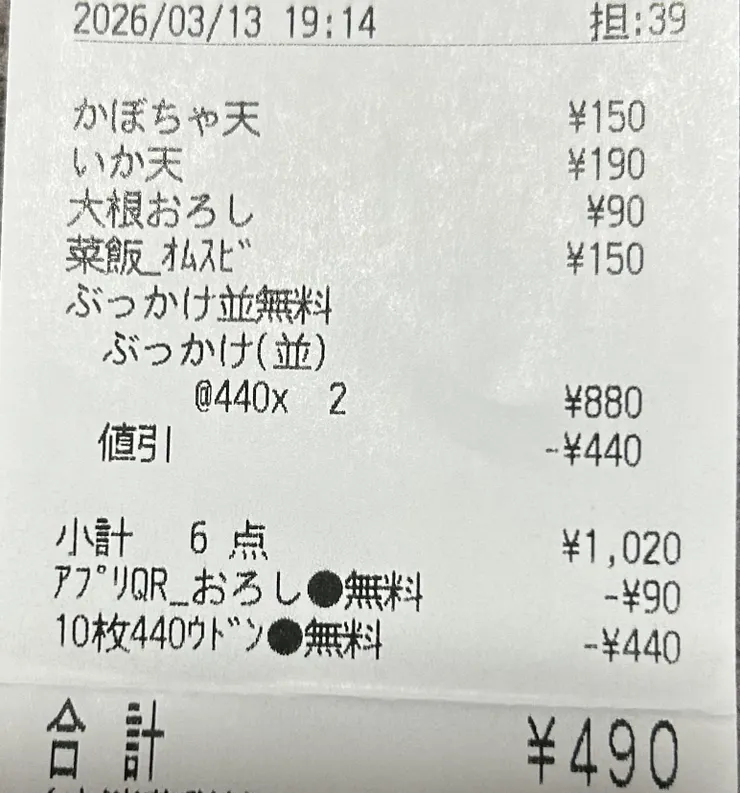 2026/03/13 19:14 担:39
かぼちゃ天 ¥150
いか天 ¥190
大根おろし ¥90
菜飯_ｵﾑｽﾋﾞ ¥150
ぶっかけ並無料
ぶっかけ(並)
@440x 2 ¥880
値引 -¥440
小計 6 点 ¥1,020
ｱﾌﾟﾘQR_おろし●無料 -¥90
10枚440ｳﾄﾞﾝ●無料 -¥440
合 計 ¥490